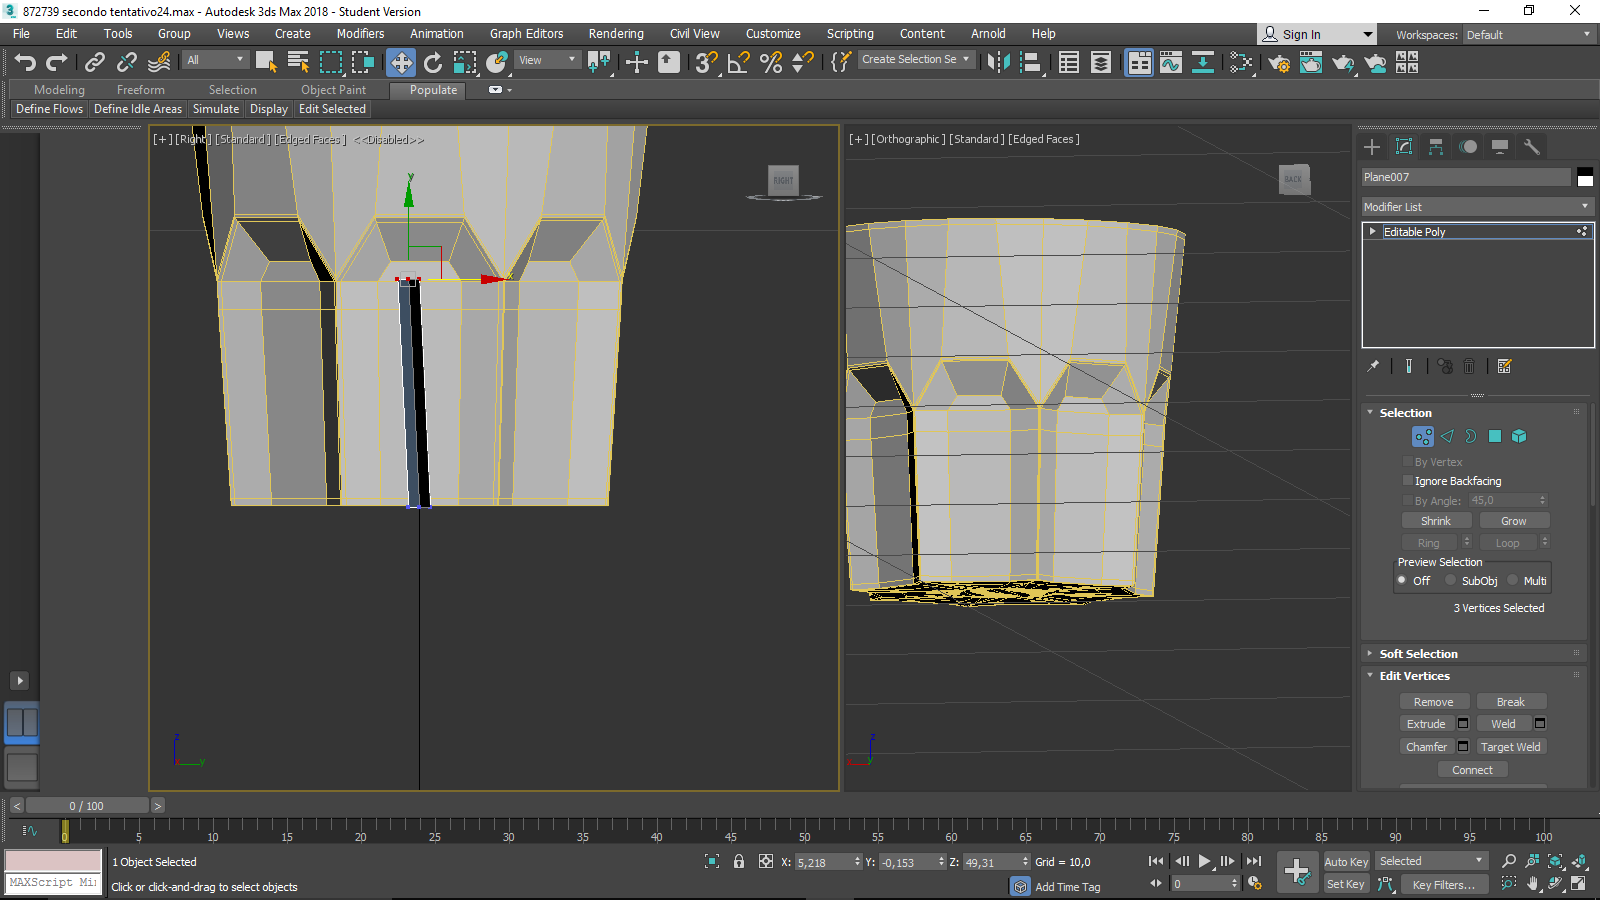 872739 secondo tentativo24.max - Autodesk 3ds Max 2018 - Student Version
File Edit Tools Group Views Create Modifiers Animation Graph Editors Rendering Civil View Customize Scripting Content Arnold Help Sign In Workspaces: Default
All View Create Selection Se
Modeling Freeform Selection Object Paint Populate
Define Flows Define Idle Areas Simulate Display Edit Selected
[+] [Right] [Standard] [Edged Faces] <<Disabled>>
[+] [Orthographic] [Standard] [Edged Faces]
RIGHT
BACK
y
x
z
y
z
Plane007
Modifier List
Editable Poly
Selection
By Vertex
Ignore Backfacing
By Angle: 45,0
Shrink Grow
Ring Loop
Preview Selection
Off SubObj Multi
3 Vertices Selected
Soft Selection
Edit Vertices
Remove Break
Extrude Weld
Chamfer Target Weld
Connect
< 0 / 100 >
0 5 10 15 20 25 30 35 40 45 50 55 60 65 70 75 80 85 90 95 100
1 Object Selected X: 5,218 Y: -0,153 Z: 49,31 Grid = 10,0 Auto Key Selected
MAXScript Mi
Click or click-and-drag to select objects Add Time Tag 0 Set Key Key Filters...